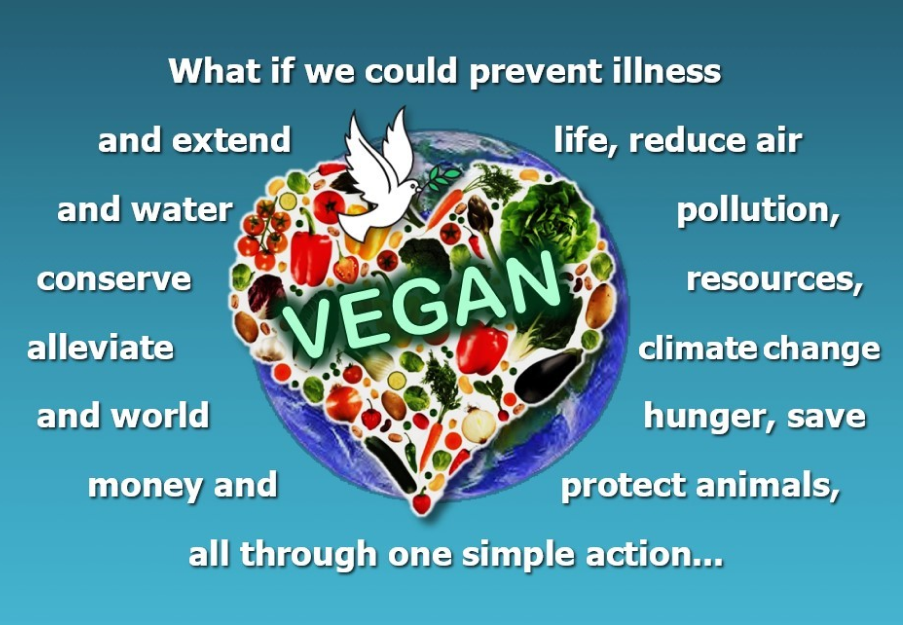 What if we could prevent illness
and extend life, reduce air
and water pollution,
conserve resources,
alleviate climate change
and world hunger, save
money and protect animals,
all through one simple action...
VEGAN